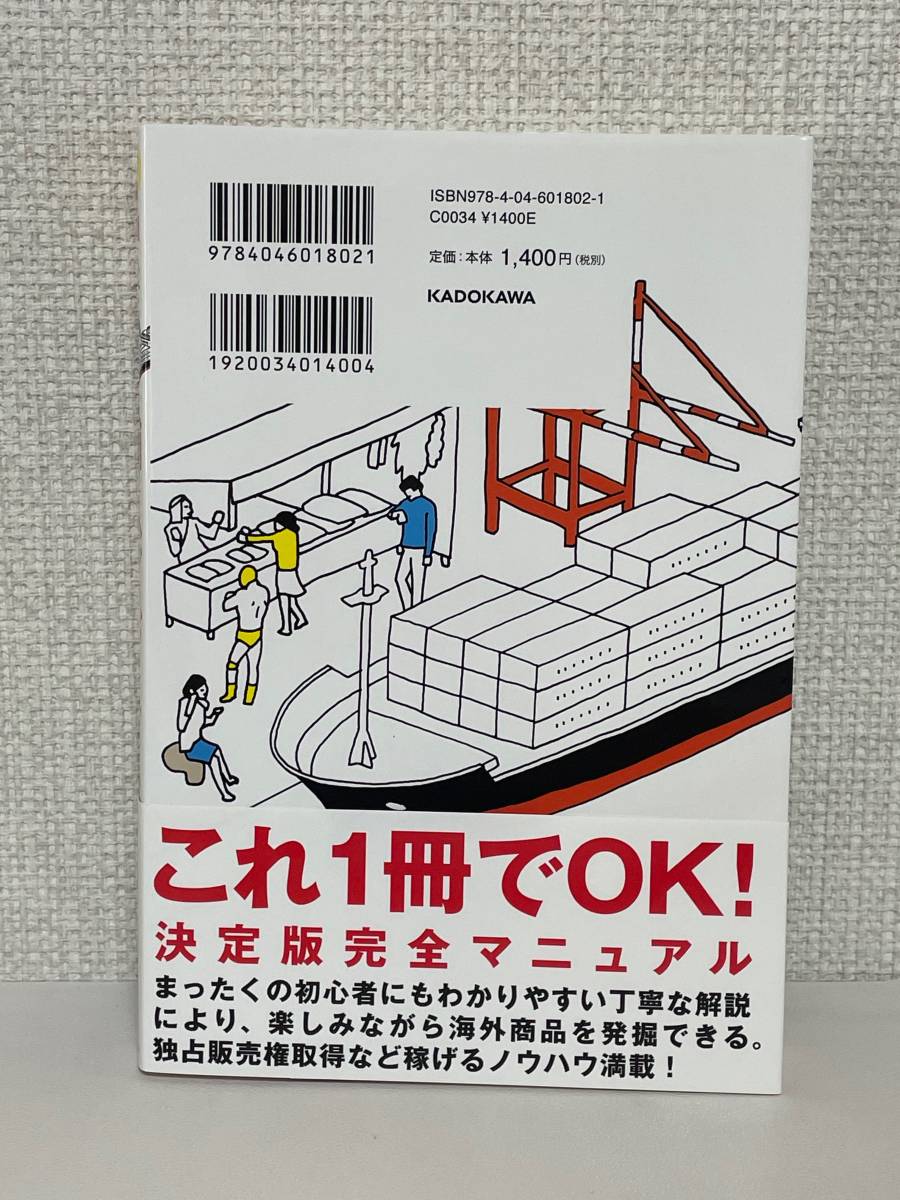 9784046018021
1920034014004
ISBN978-4-04-601802-1
C0034 ¥1400E
定価：本体 1,400円（税別）
KADOKAWA
これ1冊でOK！
決定版完全マニュアル
まったくの初心者にもわかりやすい丁寧な解説
により、楽しみながら海外商品を発掘できる。
独占販売権取得など稼げるノウハウ満載！